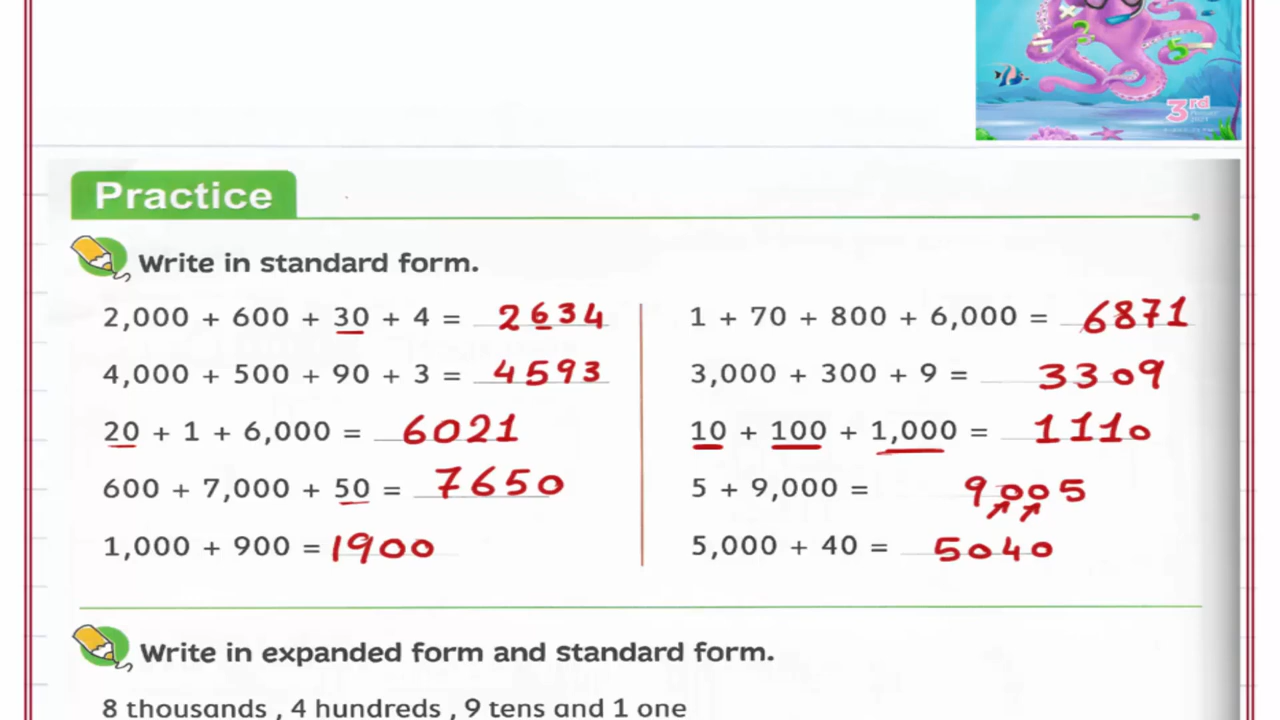 3rd
Practice
Write in standard form.
2,000 + 600 + 30 + 4 = 2634
4,000 + 500 + 90 + 3 = 4593
20 + 1 + 6,000 = 6021
600 + 7,000 + 50 = 7650
1,000 + 900 = 1900
1 + 70 + 800 + 6,000 = 6871
3,000 + 300 + 9 = 3309
10 + 100 + 1,000 = 1110
5 + 9,000 = 9005
5,000 + 40 = 5040
Write in expanded form and standard form.
8 thousands , 4 hundreds , 9 tens and 1 one